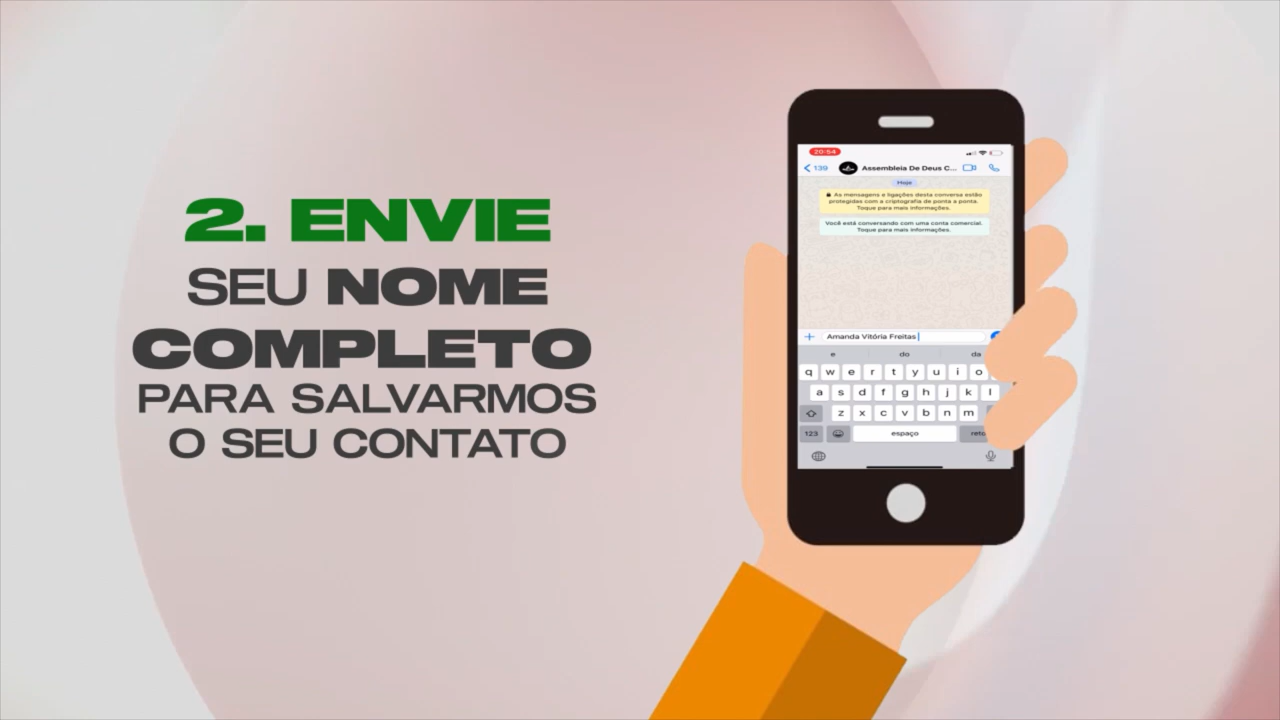 2. ENVIE
SEU NOME
COMPLETO
PARA SALVARMOS
O SEU CONTATO
20:54
139
Assembleia De Deus C...
Hoje
As mensagens e ligações desta conversa estão
protegidas com a criptografia de ponta a ponta.
Toque para mais informações.
Você está conversando com uma conta comercial.
Toque para mais informações.
Amanda Vitória Freitas
e do da
q w e r t y u i o
a s d f g h j k l
z x c v b n m
123 espaço